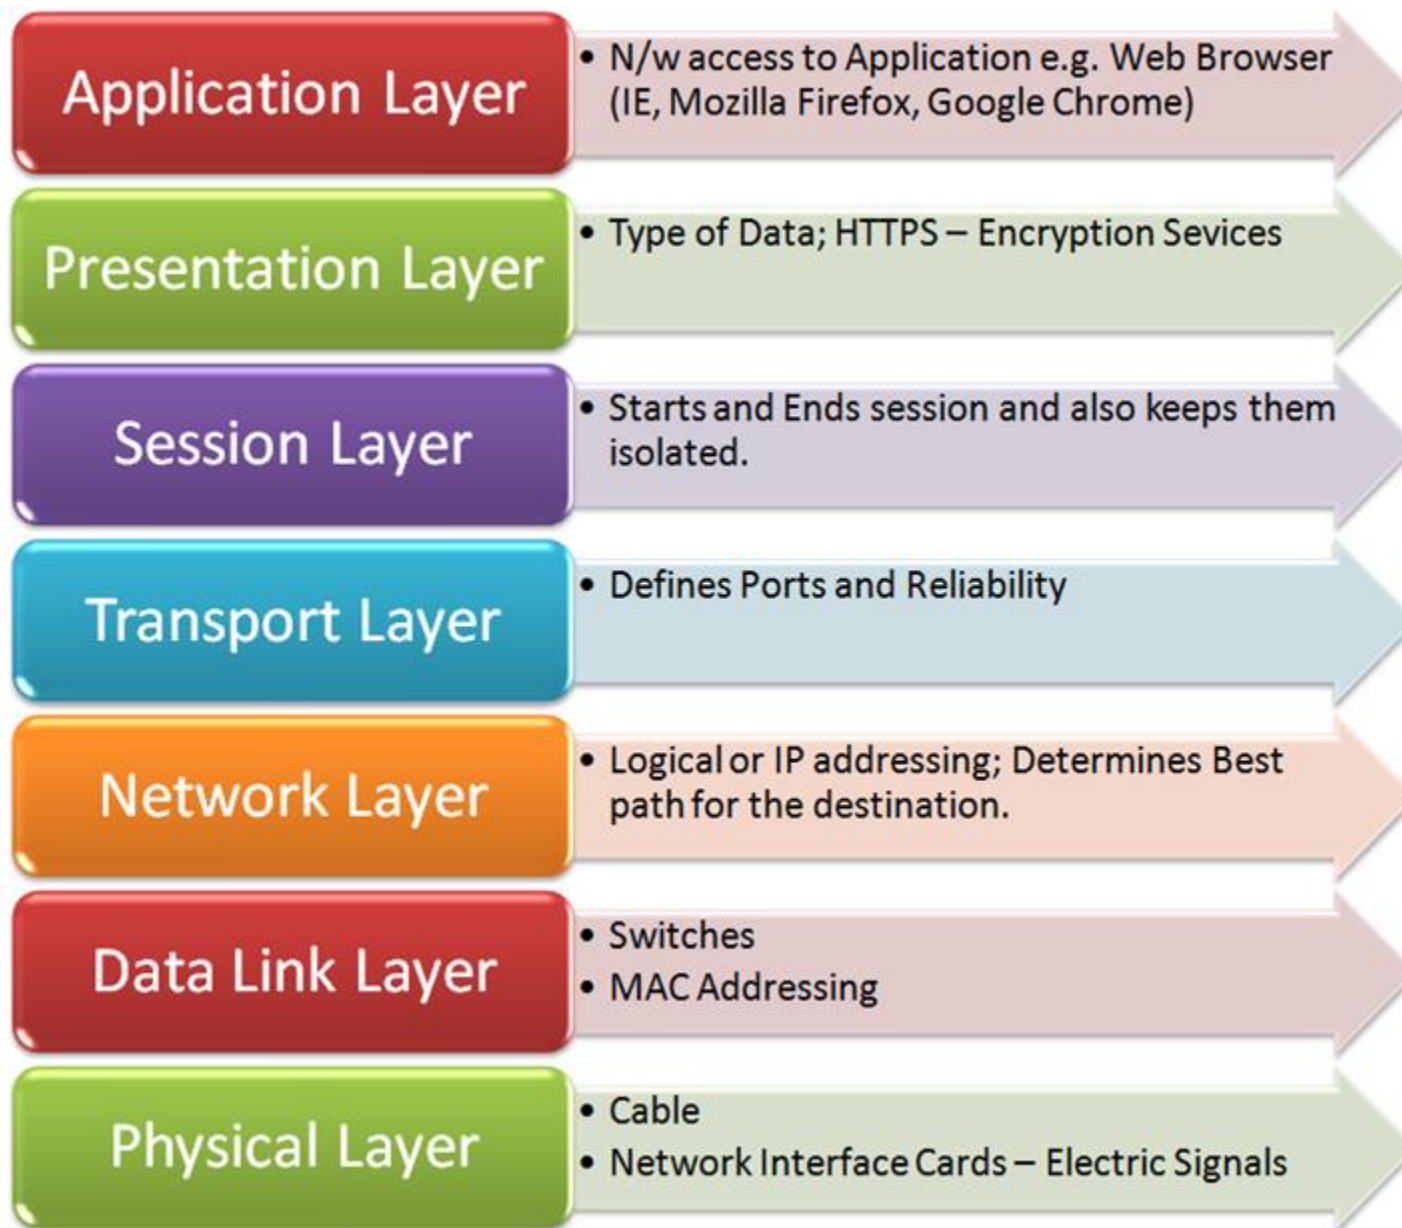 Application Layer
• N/w access to Application e.g. Web Browser
(IE, Mozilla Firefox, Google Chrome)
Presentation Layer
• Type of Data; HTTPS – Encryption Sevices
Session Layer
• Starts and Ends session and also keeps them
isolated.
Transport Layer
• Defines Ports and Reliability
Network Layer
• Logical or IP addressing; Determines Best
path for the destination.
Data Link Layer
• Switches
• MAC Addressing
Physical Layer
• Cable
• Network Interface Cards – Electric Signals